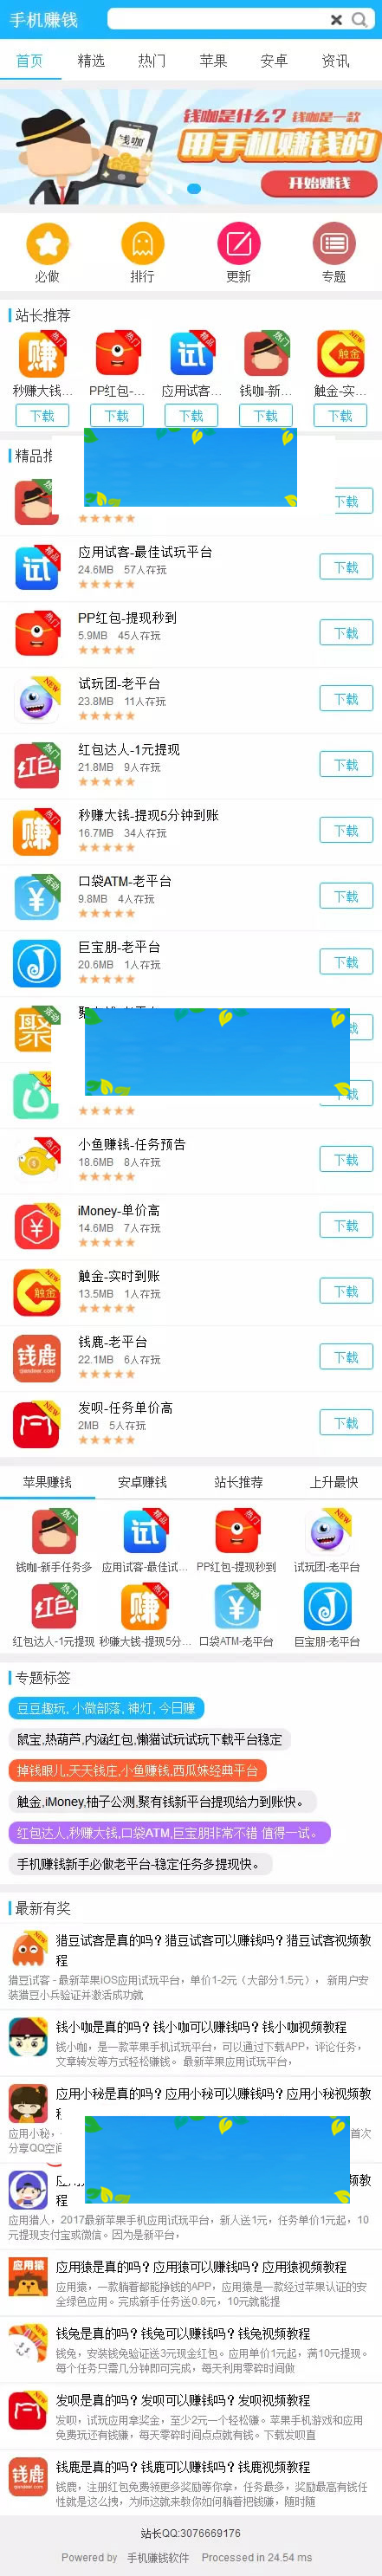 手机赚钱
首页 精选 热门 苹果 安卓 资讯
钱咖是什么? 钱咖是一款
用手机赚钱的
钱咖
开始赚钱
必做 排行 更新 专题
站长推荐
秒赚大钱... PP红包-... 应用试客... 钱咖-新... 触金-实...
下载 下载 下载 下载 下载
精品推
下载
应用试客-最佳试玩平台
24.6MB 57人在玩
下载
PP红包-提现秒到
5.9MB 45人在玩
下载
试玩团-老平台
23.8MB 11人在玩
下载
红包达人-1元提现
21.8MB 9人在玩
下载
秒赚大钱-提现5分钟到账
16.7MB 34人在玩
下载
口袋ATM-老平台
9.8MB 4人在玩
下载
巨宝朋-老平台
20.6MB 1人在玩
下载
小鱼赚钱-任务预告
18.6MB 8人在玩
下载
iMoney-单价高
14.6MB 7人在玩
下载
触金-实时到账
13.5MB 1人在玩
下载
钱鹿-老平台
22.1MB 6人在玩
下载
发呗-任务单价高
2MB 5人在玩
下载
苹果赚钱 安卓赚钱 站长推荐 上升最快
钱咖-新手任务多 应用试客-最佳试... PP红包-提现秒到 试玩团-老平台
红包达人-1元提现 秒赚大钱-提现5分... 口袋ATM-老平台 巨宝朋-老平台
专题标签
豆豆趣玩, 小微部落, 神灯, 今日赚
鼠宝,热葫芦,内涵红包,懒猫试玩试玩下载平台稳定
掉钱眼儿,天天钱庄,小鱼赚钱,西瓜妹经典平台
触金,iMoney,柚子公测,聚有钱新平台提现给力到账快。
红包达人,秒赚大钱,口袋ATM,巨宝朋非常不错 值得一试。
手机赚钱新手必做老平台-稳定任务多提现快。
最新有奖
猎豆试客是真的吗？猎豆试客可以赚钱吗？猎豆试客视频教
程
猎豆试客 - 最新苹果iOS应用试玩平台，单价1-2元（大部分1.5元）， 新用户安
装猎豆小兵验证并激活成功就
钱小咖是真的吗？钱小咖可以赚钱吗？钱小咖视频教程
钱小咖，是一款苹果手机试玩平台，可以通过下载APP，评论任务，
文章转发等方式轻松赚钱。 最新苹果应用试玩平台，
应用小秘是真的吗？应用小秘可以赚钱吗？应用小秘视频教
应用小秘，
首次
分享QQ空间
视频教
程
应用猎人，2017最新苹果手机应用试玩平台，新人送1元，任务单价1元起，10
元提现支付宝或微信。因为是新平台，
应用猿是真的吗？应用猿可以赚钱吗？应用猿视频教程
应用猿，一款躺着都能挣钱的APP，应用猿是一款经过苹果认证的安
全绿色应用。完成新手任务送0.8元，10元就能提
钱兔是真的吗？钱兔可以赚钱吗？钱兔视频教程
钱兔，安装钱兔验证送3元现金红包。应用单价1元起，满10元提现。
每个任务只需几分钟即可完成，每天利用零碎时间做
发呗是真的吗？发呗可以赚钱吗？发呗视频教程
发呗，试玩应用拿奖金，至少2元一个轻松赚。苹果手机游戏和应用
免费玩还有钱赚，每天零碎时间点点就有钱。下载发呗直
钱鹿是真的吗？钱鹿可以赚钱吗？钱鹿视频教程
钱鹿，注册红包免费领更多奖励等你拿，任务最多，奖励最高有钱任
性就是这么拽，为师这就来教你如何躺着把钱赚，随时随
站长QQ:3076669176
Powered by 手机赚钱软件 Processed in 24.54 ms